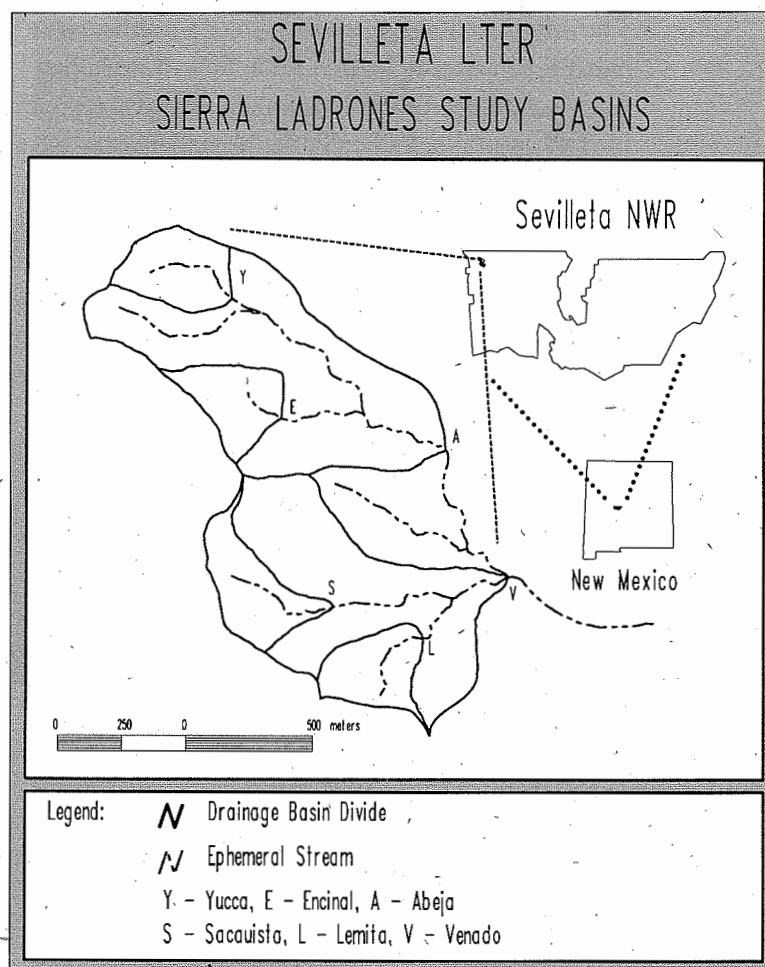 SEVILLETA LTER
SIERRA LADRONES STUDY BASINS
Sevilleta NWR
Y
E
A
S
V
New Mexico
L
0 250 0 500 meters
Legend:
Drainage Basin Divide
Ephemeral Stream
Y - Yucca, E - Encinal, A - Abeja
S - Sacauista, L - Lemita, V - Venado